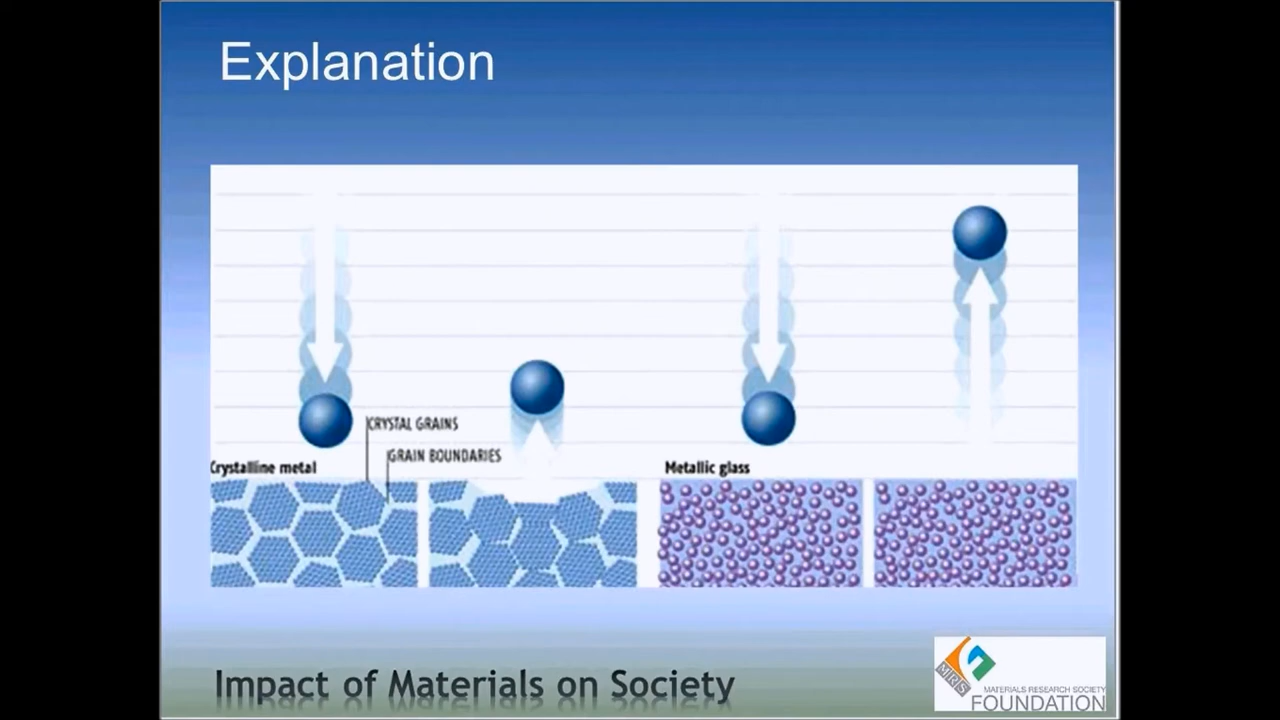 Explanation
CRYSTAL GRAINS
GRAIN BOUNDARIES
Crystalline metal
Metallic glass
Impact of Materials on Society
MRS
MATERIALS RESEARCH SOCIETY
FOUNDATION